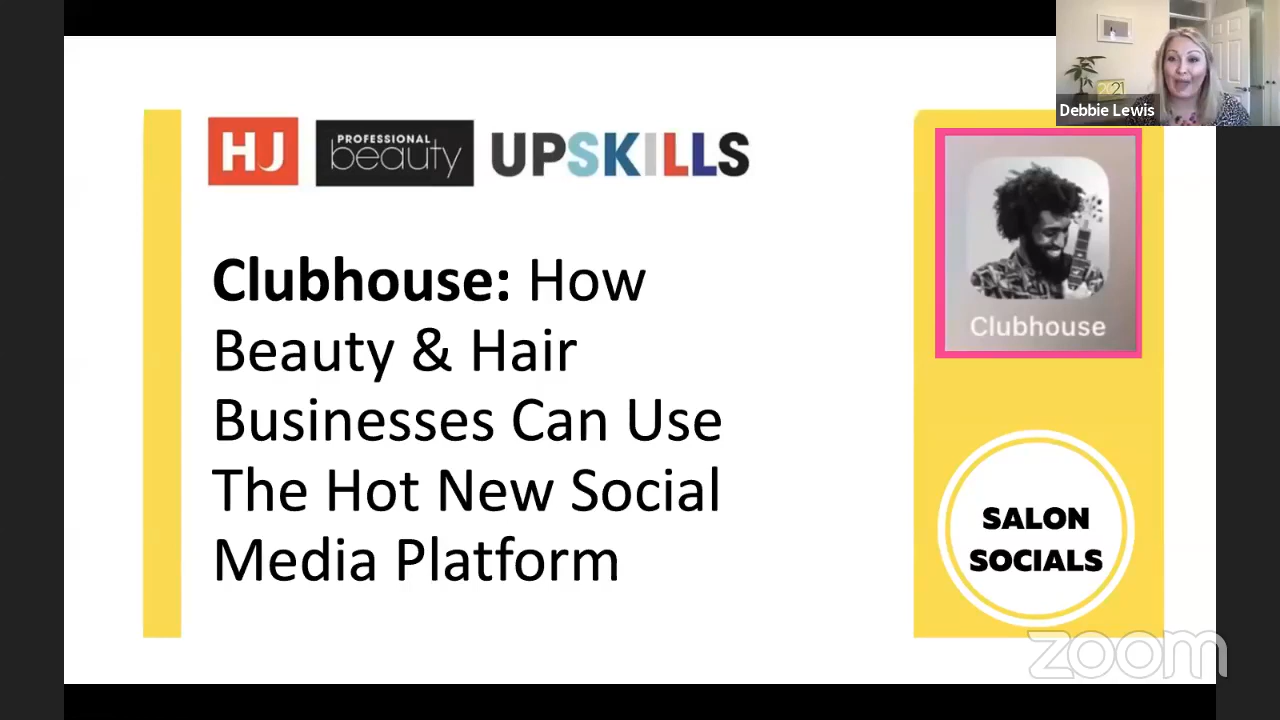 HJ
PROFESSIONAL
beauty
UPSKILLS
Clubhouse: How
Beauty & Hair
Businesses Can Use
The Hot New Social
Media Platform
Clubhouse
SALON
SOCIALS
2021
Debbie Lewis
zoom